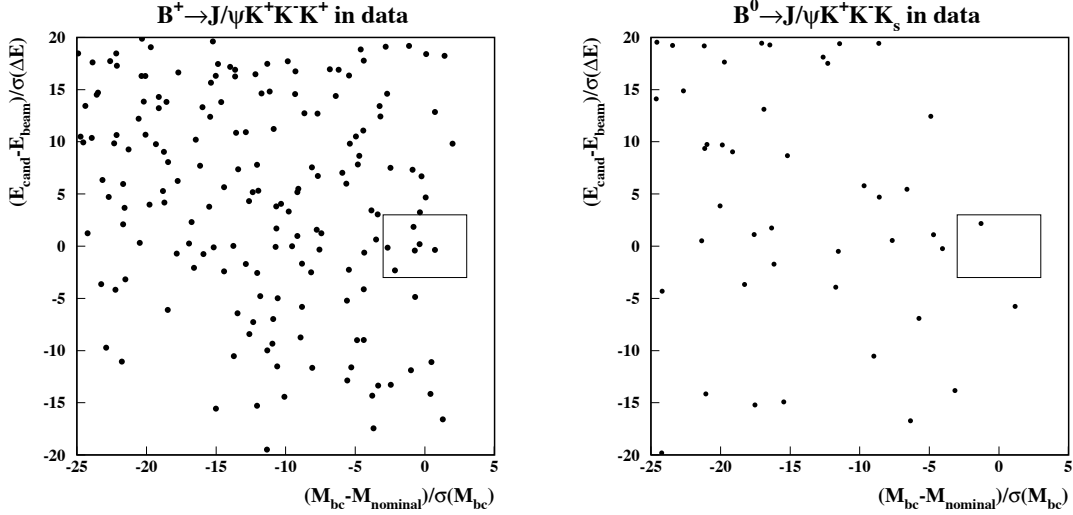 B⁺→J/ψK⁺K⁻K⁺ in data
(E_cand-E_beam)/σ(ΔE)
20
15
10
5
0
-5
-10
-15
-20
-25 -20 -15 -10 -5 0 5
(M_bc-M_nominal)/σ(M_bc)
B⁰→J/ψK⁺K⁻K_s in data
(E_cand-E_beam)/σ(ΔE)
20
15
10
5
0
-5
-10
-15
-20
-25 -20 -15 -10 -5 0 5
(M_bc-M_nominal)/σ(M_bc)